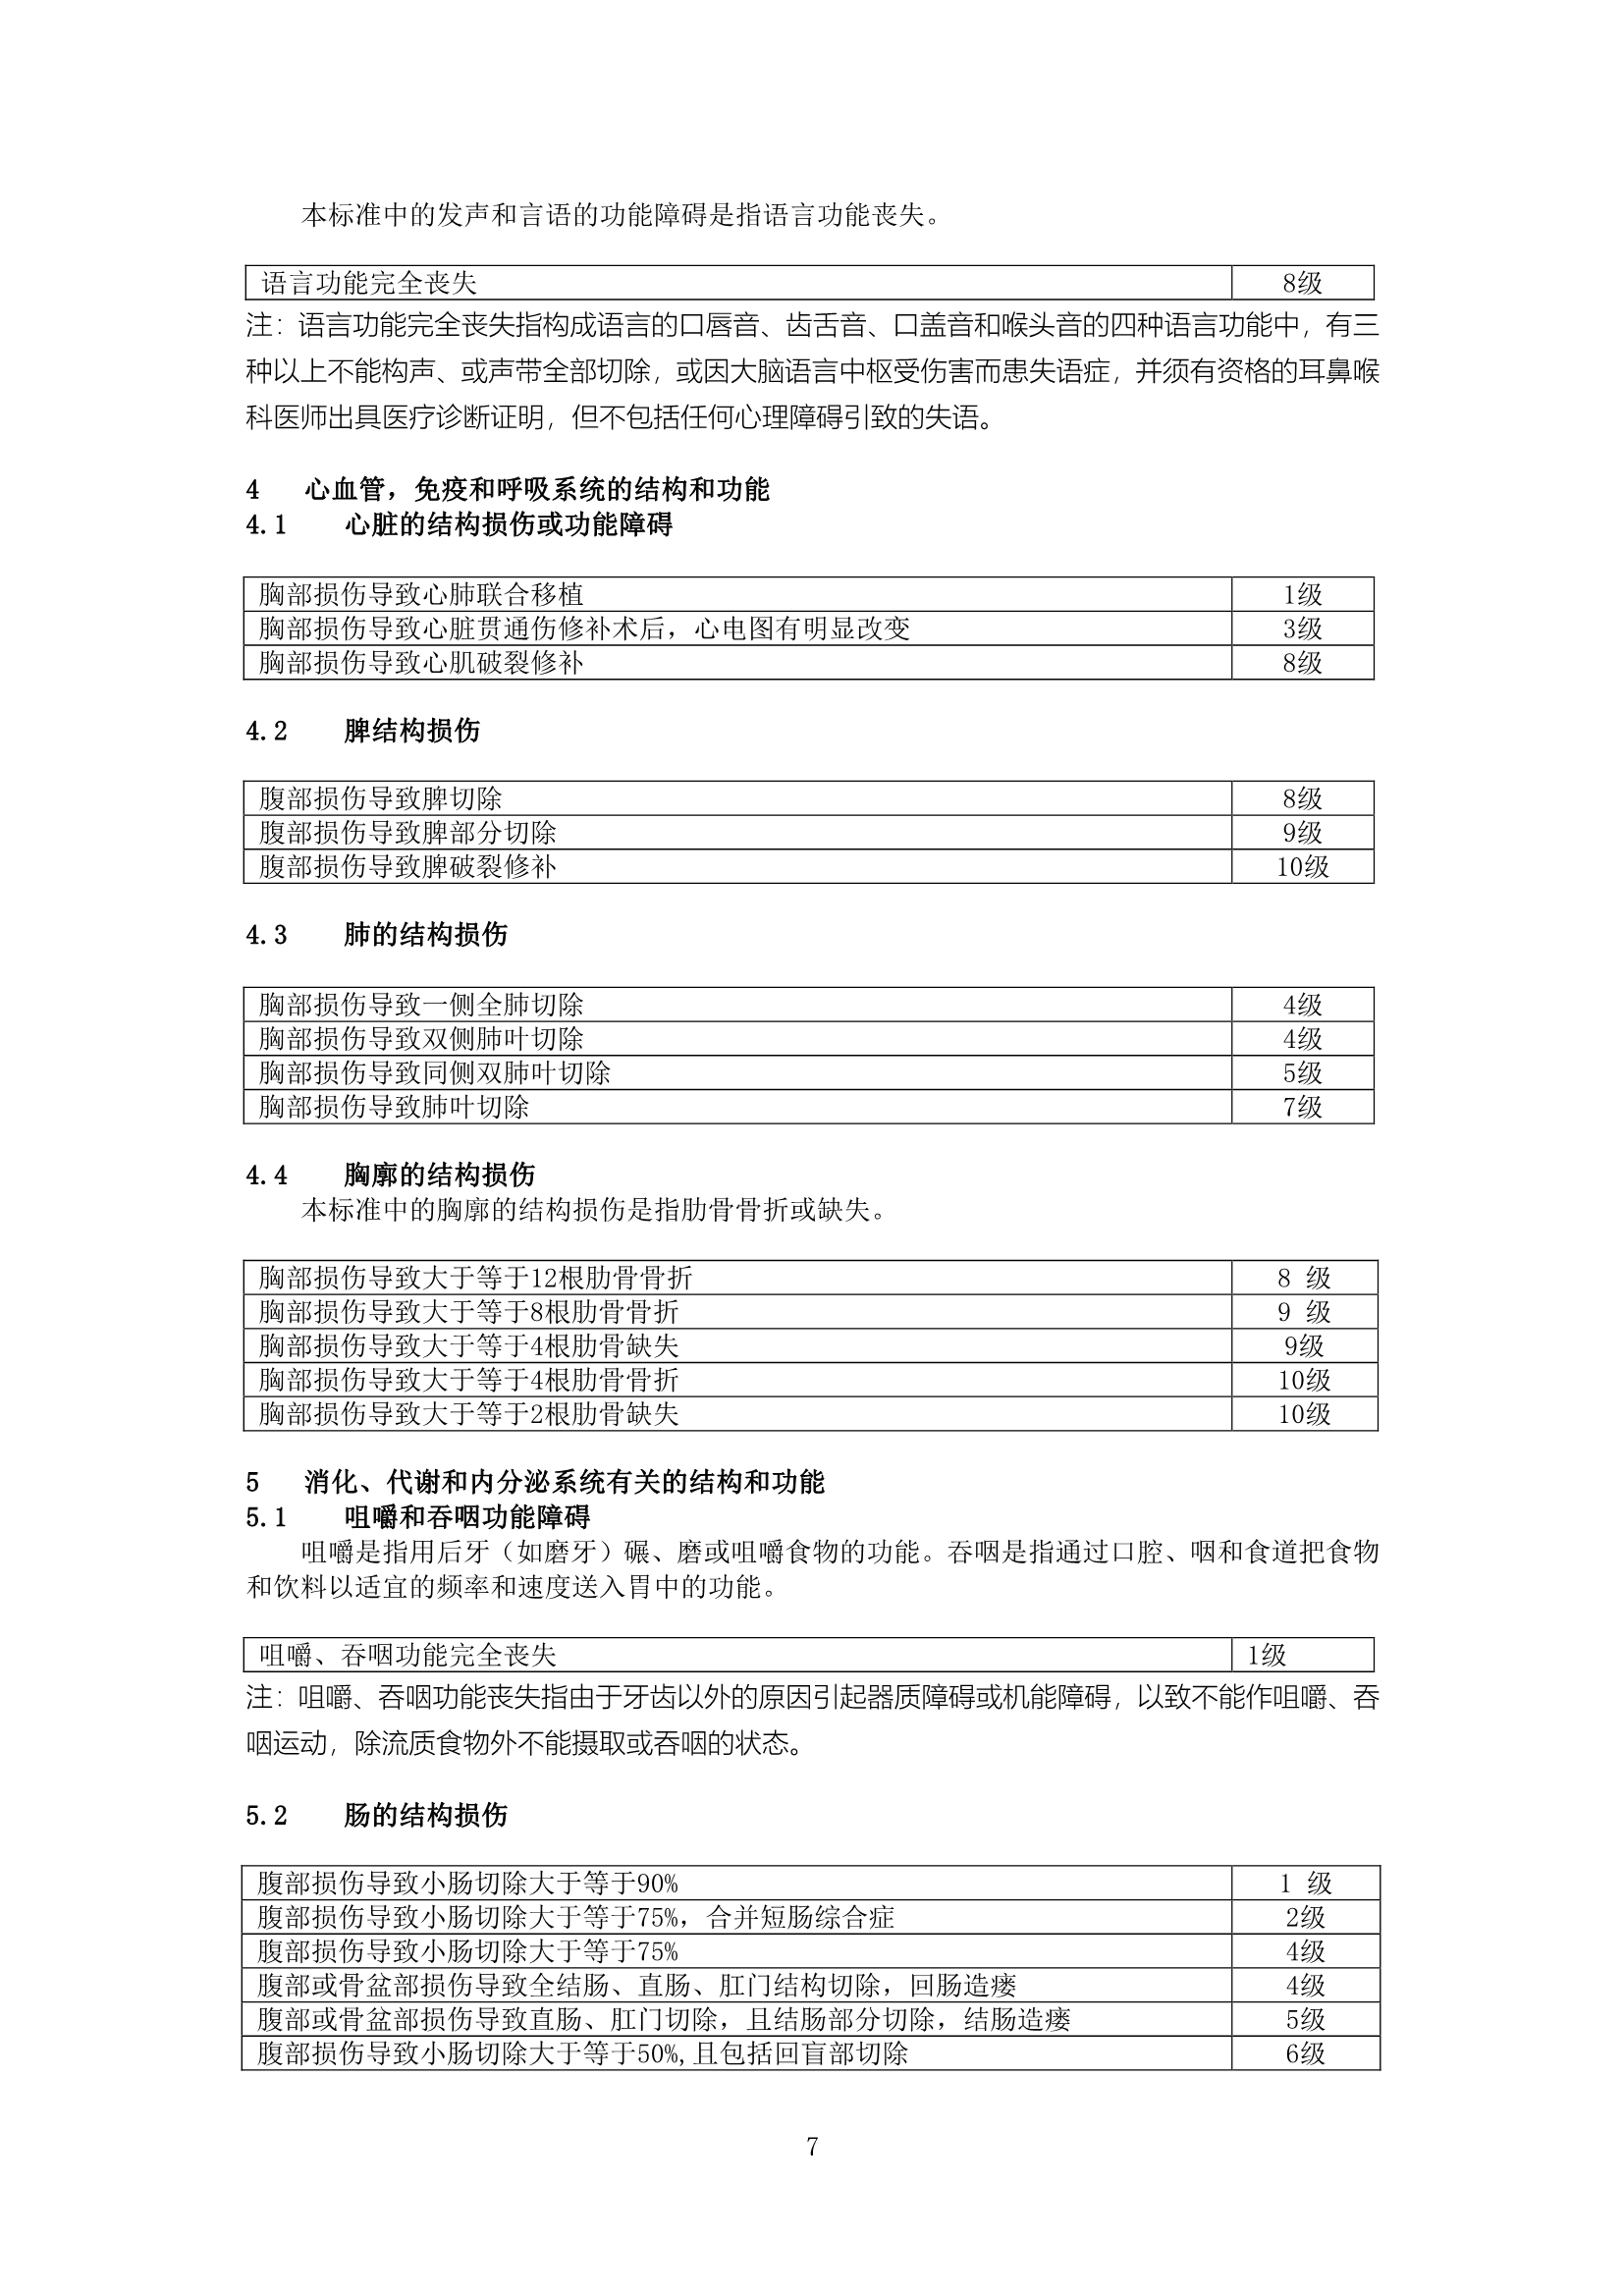 本标准中的发声和言语的功能障碍是指语言功能丧失。
语言功能完全丧失 8级
注：语言功能完全丧失指构成语言的口唇音、齿舌音、口盖音和喉头音的四种语言功能中，有三
种以上不能构声、或声带全部切除，或因大脑语言中枢受伤害而患失语症，并须有资格的耳鼻喉
科医师出具医疗诊断证明，但不包括任何心理障碍引致的失语。
4 心血管，免疫和呼吸系统的结构和功能
4.1 心脏的结构损伤或功能障碍
胸部损伤导致心肺联合移植 1级
胸部损伤导致心脏贯通伤修补术后，心电图有明显改变 3级
胸部损伤导致心肌破裂修补 8级
4.2 脾结构损伤
腹部损伤导致脾切除 8级
腹部损伤导致脾部分切除 9级
腹部损伤导致脾破裂修补 10级
4.3 肺的结构损伤
胸部损伤导致一侧全肺切除 4级
胸部损伤导致双侧肺叶切除 4级
胸部损伤导致同侧双肺叶切除 5级
胸部损伤导致肺叶切除 7级
4.4 胸廓的结构损伤
本标准中的胸廓的结构损伤是指肋骨骨折或缺失。
胸部损伤导致大于等于12根肋骨骨折 8 级
胸部损伤导致大于等于8根肋骨骨折 9 级
胸部损伤导致大于等于4根肋骨缺失 9级
胸部损伤导致大于等于4根肋骨骨折 10级
胸部损伤导致大于等于2根肋骨缺失 10级
5 消化、代谢和内分泌系统有关的结构和功能
5.1 咀嚼和吞咽功能障碍
咀嚼是指用后牙（如磨牙）碾、磨或咀嚼食物的功能。吞咽是指通过口腔、咽和食道把食物
和饮料以适宜的频率和速度送入胃中的功能。
咀嚼、吞咽功能完全丧失 1级
注：咀嚼、吞咽功能丧失指由于牙齿以外的原因引起器质障碍或机能障碍，以致不能作咀嚼、吞
咽运动，除流质食物外不能摄取或吞咽的状态。
5.2 肠的结构损伤
腹部损伤导致小肠切除大于等于90% 1 级
腹部损伤导致小肠切除大于等于75%，合并短肠综合症 2级
腹部损伤导致小肠切除大于等于75% 4级
腹部或骨盆部损伤导致全结肠、直肠、肛门结构切除，回肠造瘘 4级
腹部或骨盆部损伤导致直肠、肛门切除，且结肠部分切除，结肠造瘘 5级
腹部损伤导致小肠切除大于等于50%,且包括回盲部切除 6级
7